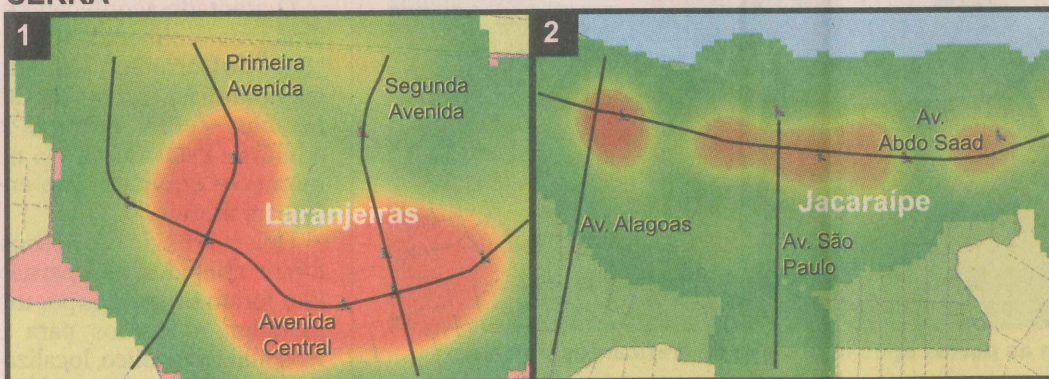 SERRA
1
Primeira
Avenida
Segunda
Avenida
Laranjeiras
Avenida
Central
2
Av.
Abdo Saad
Jacaraípe
Av. Alagoas
Av. São
Paulo